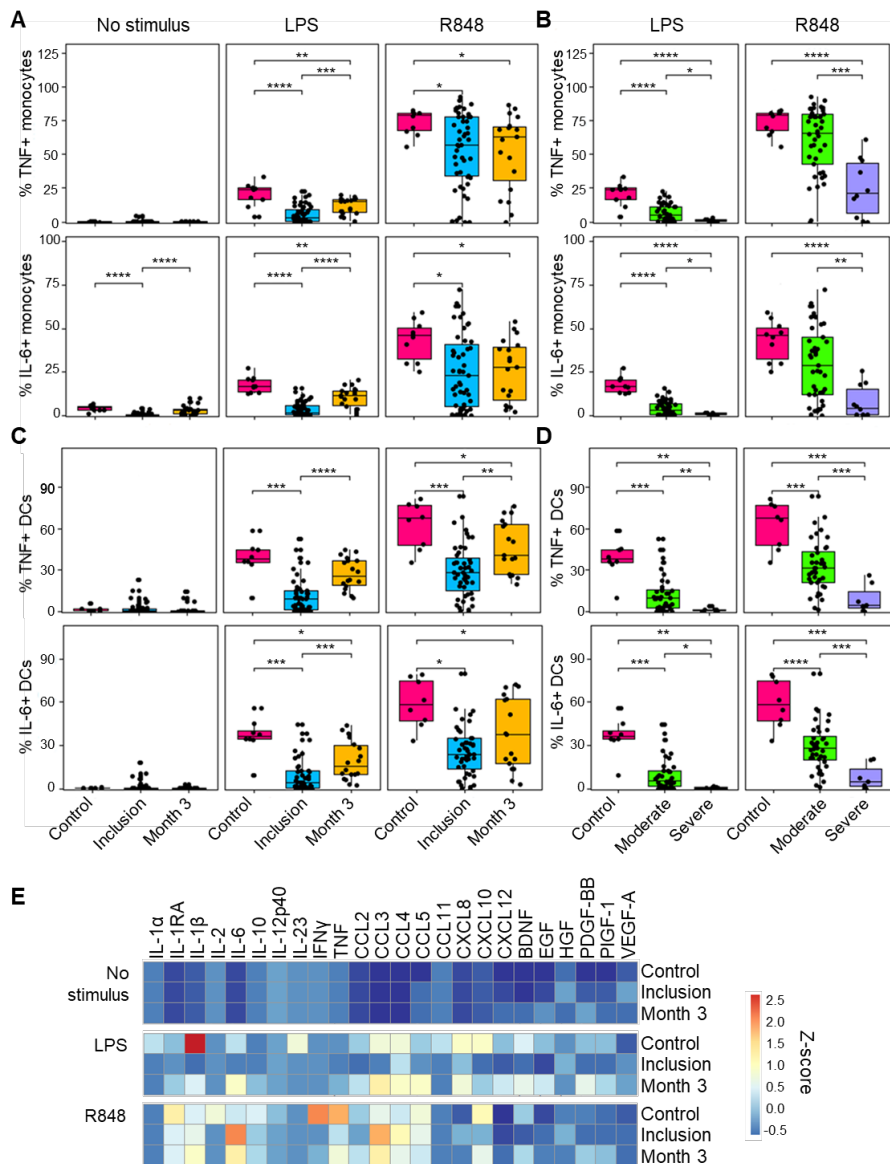 A
No stimulus LPS R848
B
LPS R848
% TNF+ monocytes
125
100
75
50
25
0
** * **** ****
*** * ***
**** * ****
% IL-6+ monocytes
100
75
50
25
0
** * **** ****
**** **** **** * * **
**** * ****
C
D
% TNF+ DCs
90
60
30
0
* ** ***
**** ** ** ***
*** *** *** ***
% IL-6+ DCs
90
60
30
0
* * ** ***
*** * ***
*** * *** ****
Control Inclusion Month 3 Control Inclusion Month 3 Control Inclusion Month 3 Control Moderate Severe Control Moderate Severe
E
IL-1α IL-1RA IL-1β IL-2 IL-6 IL-10 IL-12p40 IL-23 IFNγ TNF CCL2 CCL3 CCL4 CCL5 CCL11 CXCL8 CXCL10 CXCL12 BDNF EGF HGF PDGF-BB PIGF-1 VEGF-A
No stimulus
Control
Inclusion
Month 3
LPS
Control
Inclusion
Month 3
R848
Control
Inclusion
Month 3
2.5
2.0
1.5
1.0
0.5
0.0
-0.5
Z-score